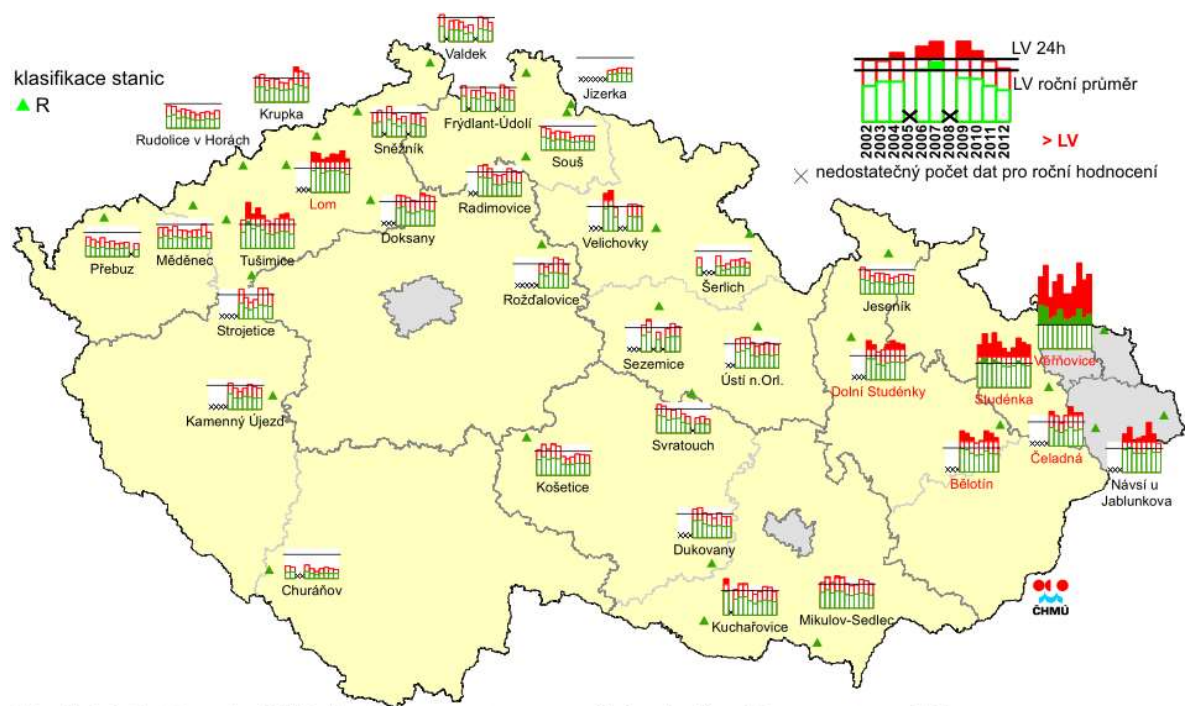 klasifikace stanic
R
LV 24h
LV roční průměr
2002
2003
2004
2005
2006
2007
2008
2009
2010
2011
2012
> LV
nedostatečný počet dat pro roční hodnocení
Valdek
Jizerka
Krupka
Rudolice v Horách
Sněžník
Frýdlant-Údolí
Souš
Lom
Radimovice
Doksany
Velichovky
Přebuz
Měděnec
Tušimice
Šerlich
Rožďalovice
Jeseník
Strojetice
Sezemice
Ústí n.Orl.
Dolní Studénky
Studénka
Věřňovice
Kamenný Újezd
Svratouch
Čeladná
Košetice
Bělotín
Návsí u
Jablunkova
Dukovany
Churáňov
Kuchařovice
Mikulov-Sedlec
ČHMÚ